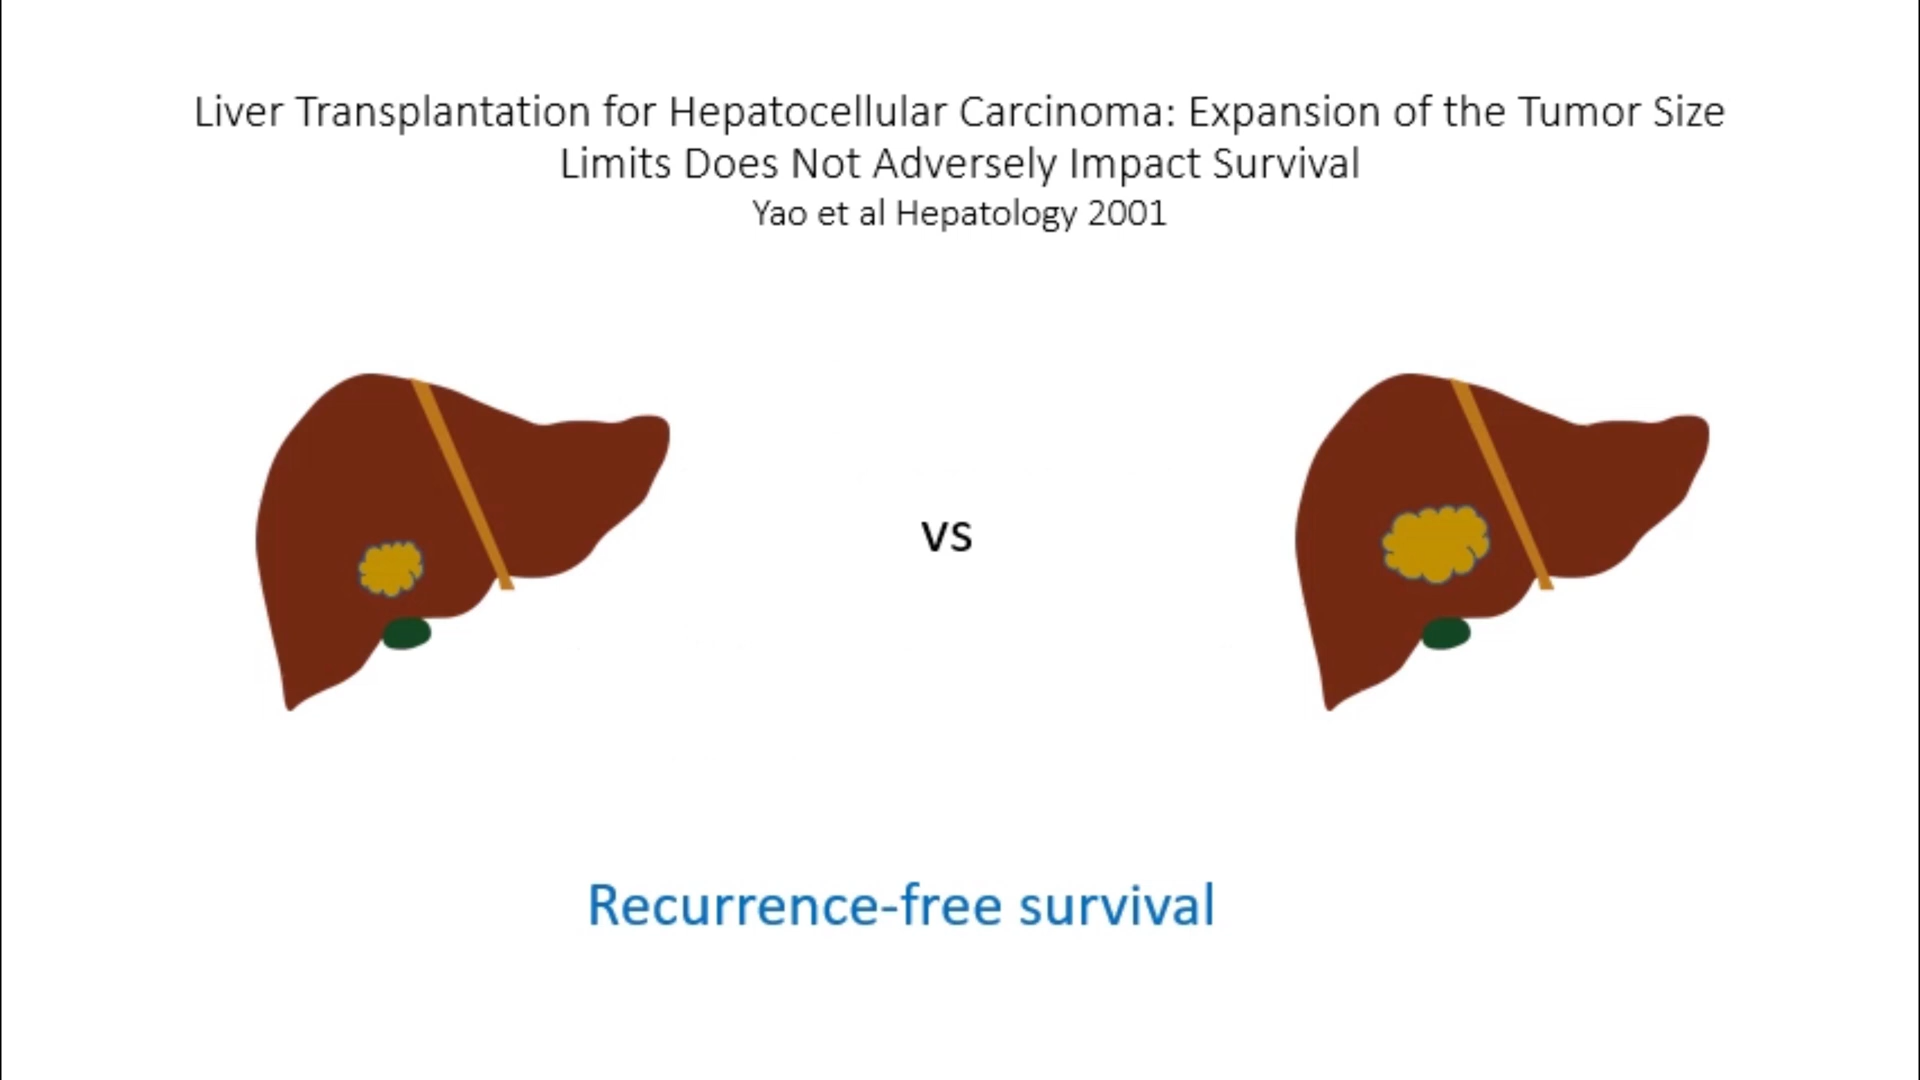 Liver Transplantation for Hepatocellular Carcinoma: Expansion of the Tumor Size
Limits Does Not Adversely Impact Survival
Yao et al Hepatology 2001
vs
Recurrence-free survival